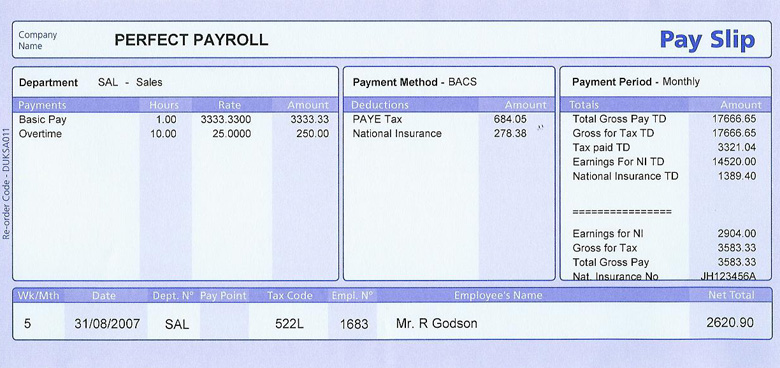 Company Name PERFECT PAYROLL Pay Slip
Department SAL - Sales
Payments Hours Rate Amount
Basic Pay 1.00 3333.3300 3333.33
Overtime 10.00 25.0000 250.00
Payment Method - BACS
Deductions Amount
PAYE Tax 684.05
National Insurance 278.38
Payment Period - Monthly
Totals Amount
Total Gross Pay TD 17666.65
Gross for Tax TD 17666.65
Tax paid TD 3321.04
Earnings For NI TD 14520.00
National Insurance TD 1389.40
================
Earnings for NI 2904.00
Gross for Tax 3583.33
Total Gross Pay 3583.33
Nat. Insurance No JH123456A
Re-order Code - DUKSA011
Wk/Mth Date Dept. Nº Pay Point Tax Code Empl. Nº Employee's Name Net Total
5 31/08/2007 SAL 522L 1683 Mr. R Godson 2620.90